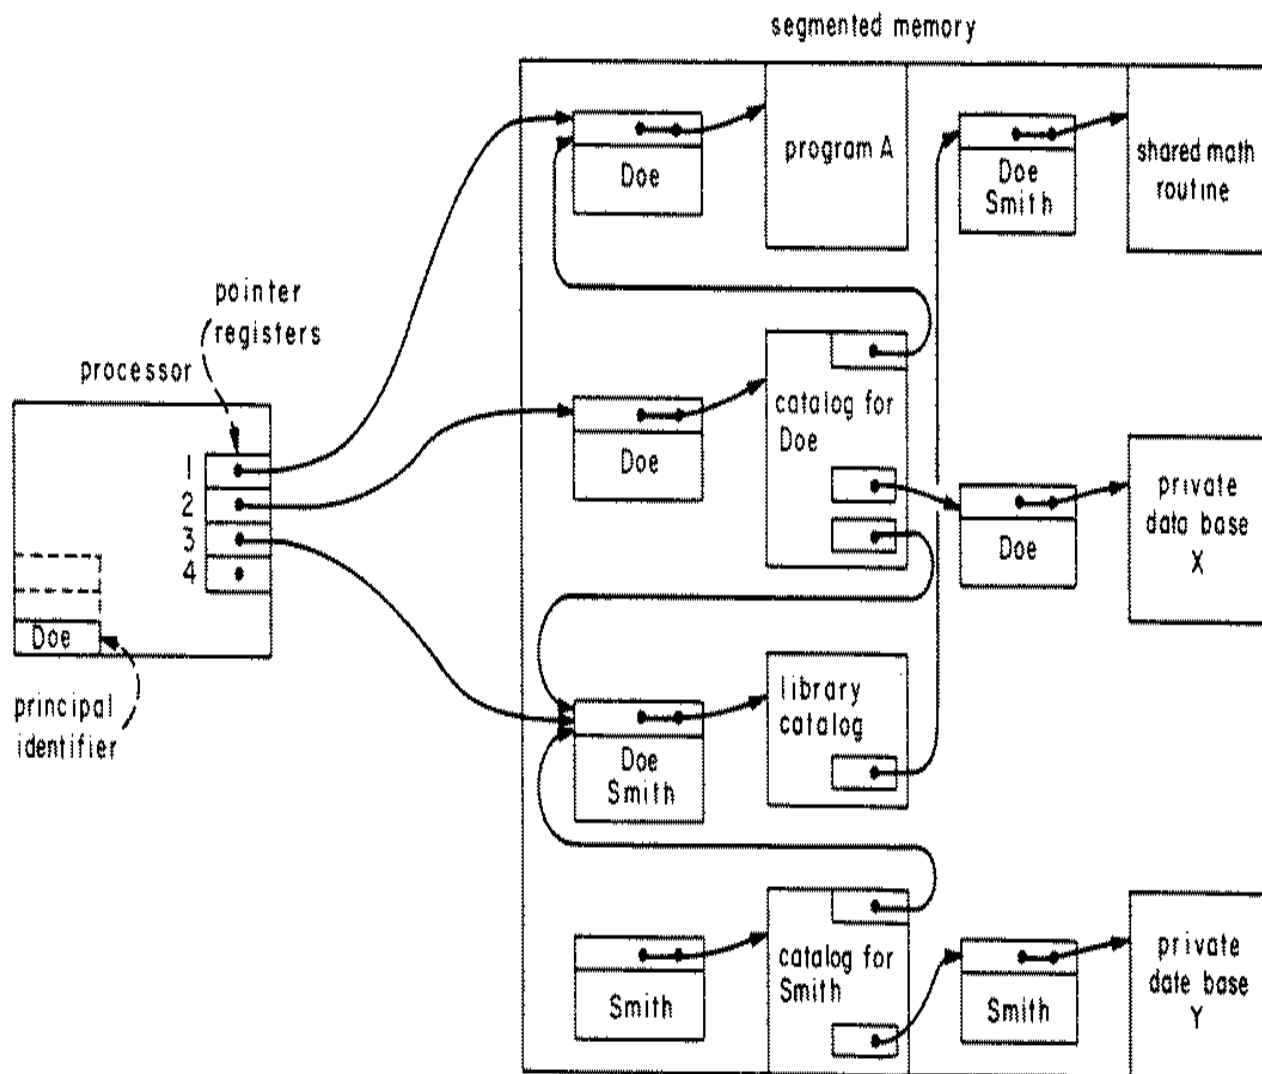 segmented memory
program A
Doe
Doe
Smith
shared math
routine
pointer
registers
processor
1
2
3
4
Doe
principal
identifier
catalog for
Doe
Doe
private
data base
X
Doe
library
catalog
Doe
Smith
catalog for
Smith
Smith
Smith
private
date base
Y